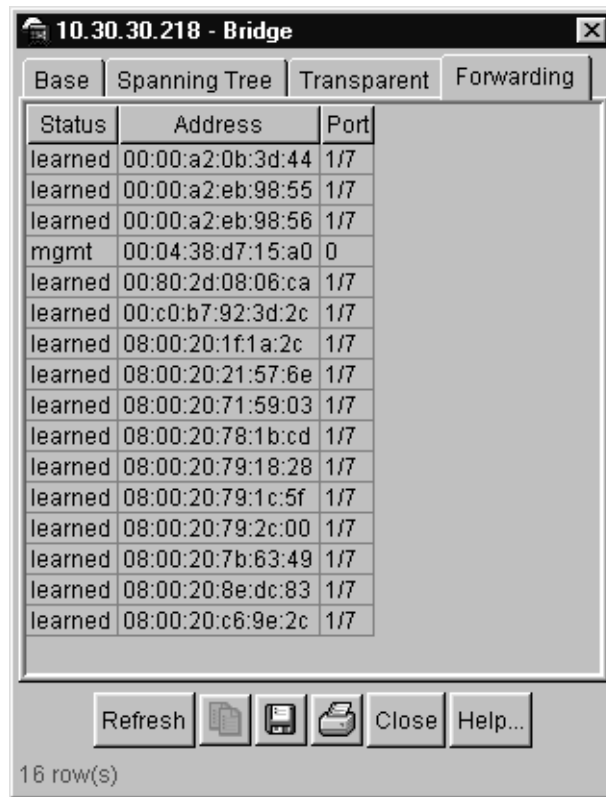 10.30.30.218 - Bridge
Base Spanning Tree Transparent Forwarding
Status Address Port
learned 00:00:a2:0b:3d:44 1/7
learned 00:00:a2:eb:98:55 1/7
learned 00:00:a2:eb:98:56 1/7
mgmt 00:04:38:d7:15:a0 0
learned 00:80:2d:08:06:ca 1/7
learned 00:c0:b7:92:3d:2c 1/7
learned 08:00:20:1f:1a:2c 1/7
learned 08:00:20:21:57:6e 1/7
learned 08:00:20:71:59:03 1/7
learned 08:00:20:78:1b:cd 1/7
learned 08:00:20:79:18:28 1/7
learned 08:00:20:79:1c:5f 1/7
learned 08:00:20:79:2c:00 1/7
learned 08:00:20:7b:63:49 1/7
learned 08:00:20:8e:dc:83 1/7
learned 08:00:20:c6:9e:2c 1/7
Refresh Close Help...
16 row(s)